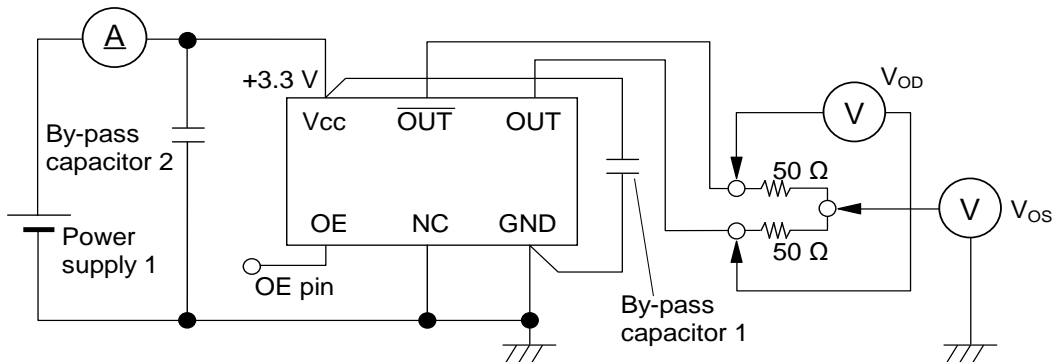 A
+3.3 V
By-pass
capacitor 2
Power
supply 1
Vcc
OUT
OUT
OE
NC
GND
OE pin
By-pass
capacitor 1
VOD
V
50 Ω
50 Ω
V
VOS